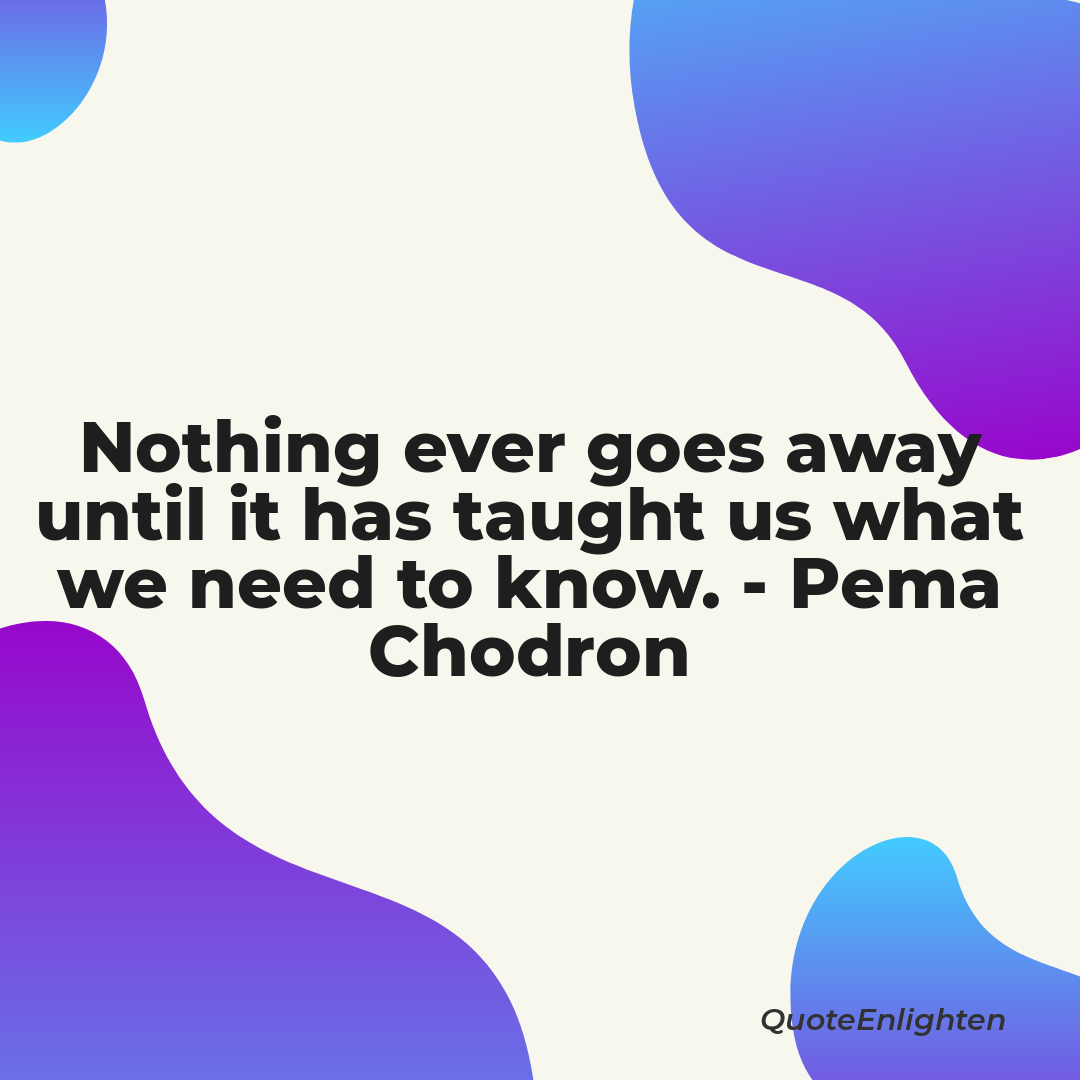 Nothing ever goes away
until it has taught us what
we need to know. - Pema
Chodron
QuoteEnlighten